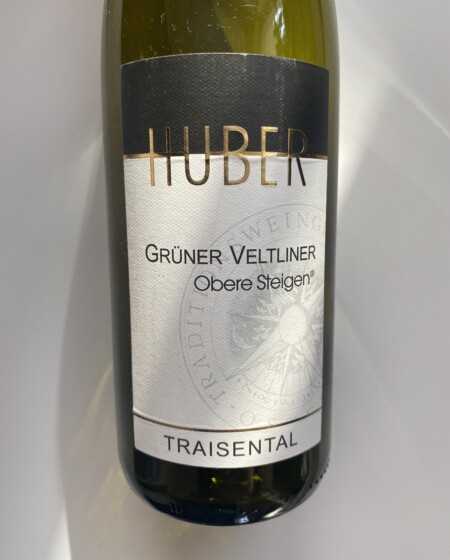 HUBER
GRÜNER VELTLINER
Obere Steigen®
TRAISENTAL